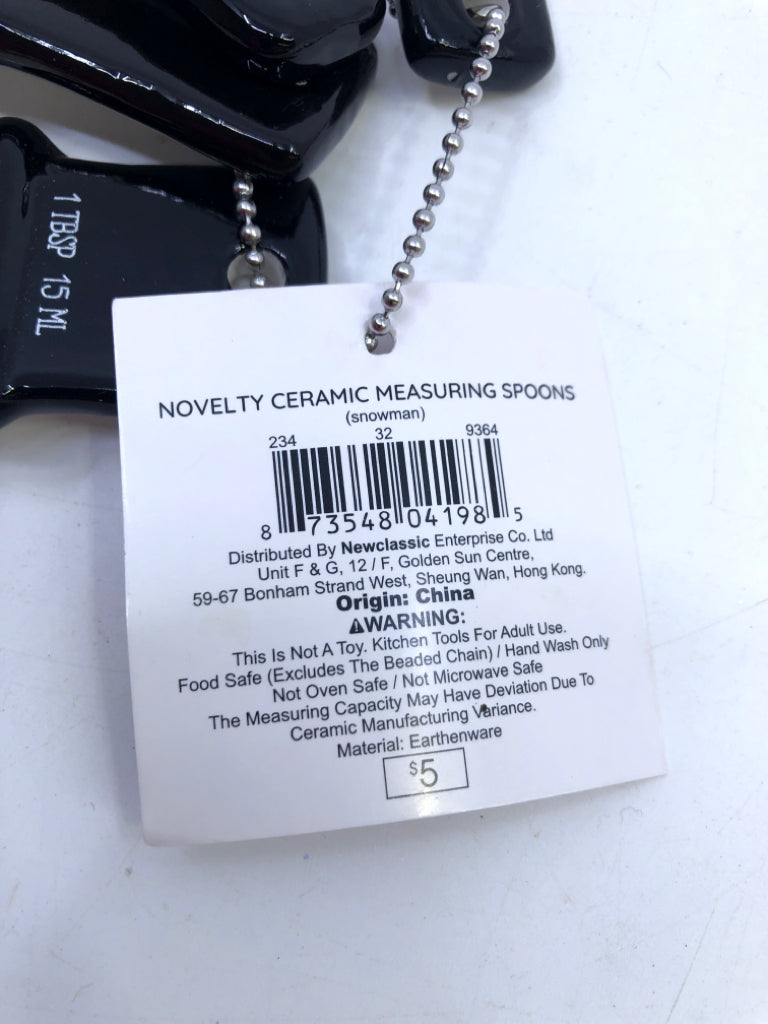 1 TBSP 15 ML
NOVELTY CERAMIC MEASURING SPOONS
(snowman)
234 32 9364
8 73548 04198 5
Distributed By Newclassic Enterprise Co. Ltd
Unit F & G, 12 / F, Golden Sun Centre,
59-67 Bonham Strand West, Sheung Wan, Hong Kong.
Origin: China
⚠WARNING:
This Is Not A Toy. Kitchen Tools For Adult Use.
Food Safe (Excludes The Beaded Chain) / Hand Wash Only
Not Oven Safe / Not Microwave Safe
The Measuring Capacity May Have Deviation Due To
Ceramic Manufacturing Variance.
Material: Earthenware
$5